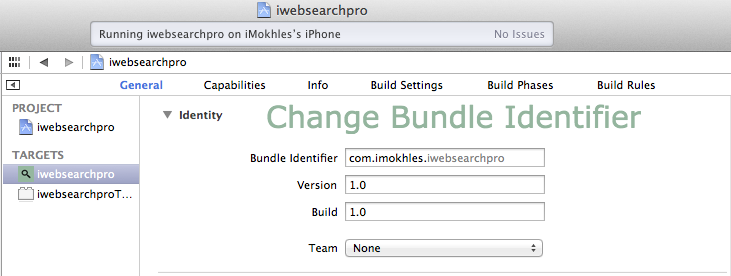 iwebsearchpro
Running iwebsearchpro on iMokhles's iPhone No Issues
iwebsearchpro
General Capabilities Info Build Settings Build Phases Build Rules
PROJECT
iwebsearchpro
TARGETS
iwebsearchpro
iwebsearchproT...
Identity
Change Bundle Identifier
Bundle Identifier com.imokhles.iwebsearchpro
Version 1.0
Build 1.0
Team None